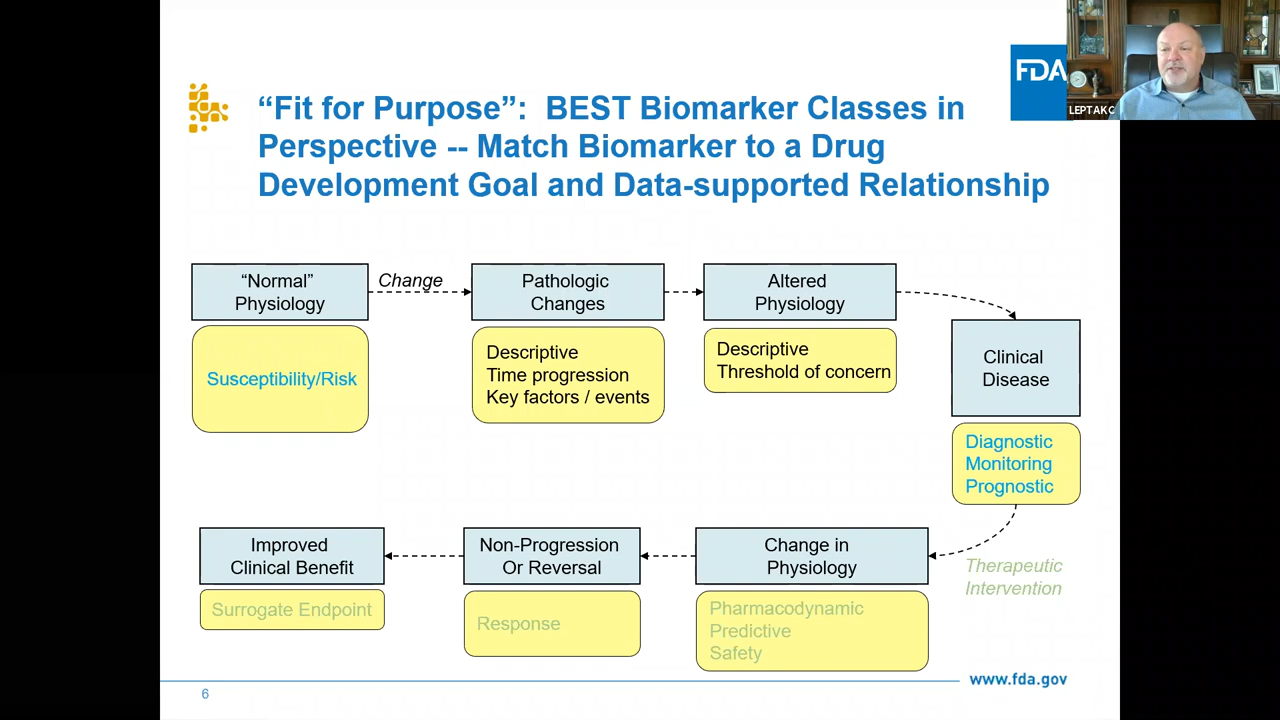 FDA
LEPTAK C
“Fit for Purpose”: BEST Biomarker Classes in
Perspective -- Match Biomarker to a Drug
Development Goal and Data-supported Relationship
“Normal”
Physiology
Change
Pathologic
Changes
Altered
Physiology
Susceptibility/Risk
Descriptive
Time progression
Key factors / events
Descriptive
Threshold of concern
Clinical
Disease
Diagnostic
Monitoring
Prognostic
Improved
Clinical Benefit
Non-Progression
Or Reversal
Change in
Physiology
Therapeutic
Intervention
Surrogate Endpoint
Response
Pharmacodynamic
Predictive
Safety
www.fda.gov
6